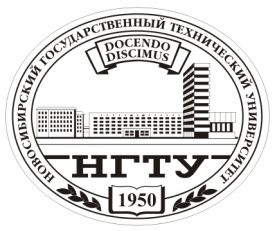 НОВОСИБИРСКИЙ ГОСУДАРСТВЕННЫЙ ТЕХНИЧЕСКИЙ УНИВЕРСИТЕТ
DOCENDO
DISCIMUS
НГТУ
1950